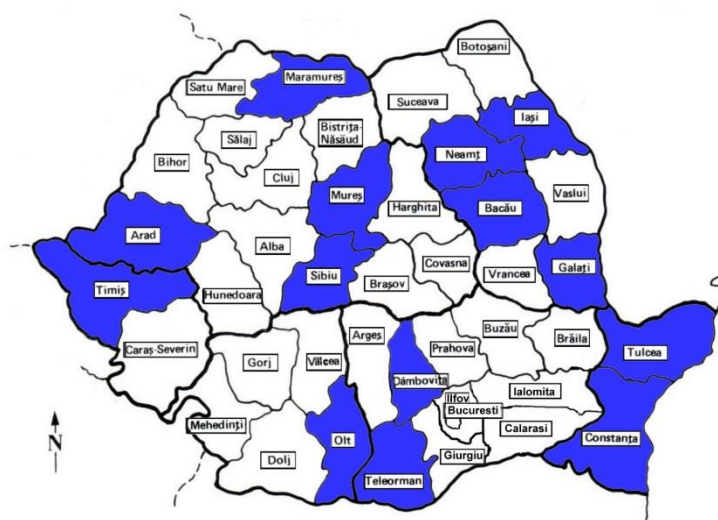 Botoșani
Maramureș
Satu Mare
Suceava
Iași
Bistrița-
Năsăud
Sălaj
Neamț
Bihor
Cluj
Vaslui
Mureș
Harghita
Bacău
Arad
Alba
Covasna
Sibiu
Brașov
Vrancea
Galați
Timiș
Hunedoara
Buzău
Argeș
Brăila
Caraș-Severin
Prahova
Tulcea
Gorj
Vâlcea
Dâmbovița
Ialomita
Ilfov
Bucuresti
Mehedinți
Calarasi
Constanța
Olt
N
Dolj
Giurgiu
Teleorman